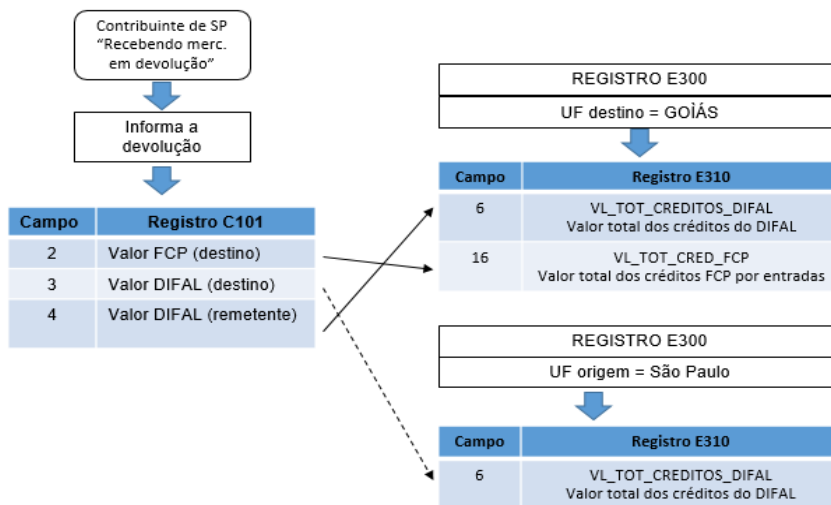 Contribuinte de SP
“Recebendo merc.
em devolução”
Informa a
devolução
Campo Registro C101
2 Valor FCP (destino)
3 Valor DIFAL (destino)
4 Valor DIFAL (remetente)
REGISTRO E300
UF destino = GOİÁS
Campo Registro E310
6 VL_TOT_CREDITOS_DIFAL
Valor total dos créditos do DIFAL
16 VL_TOT_CRED_FCP
Valor total dos créditos FCP por entradas
REGISTRO E300
UF origem = São Paulo
Campo Registro E310
6 VL_TOT_CREDITOS_DIFAL
Valor total dos créditos do DIFAL